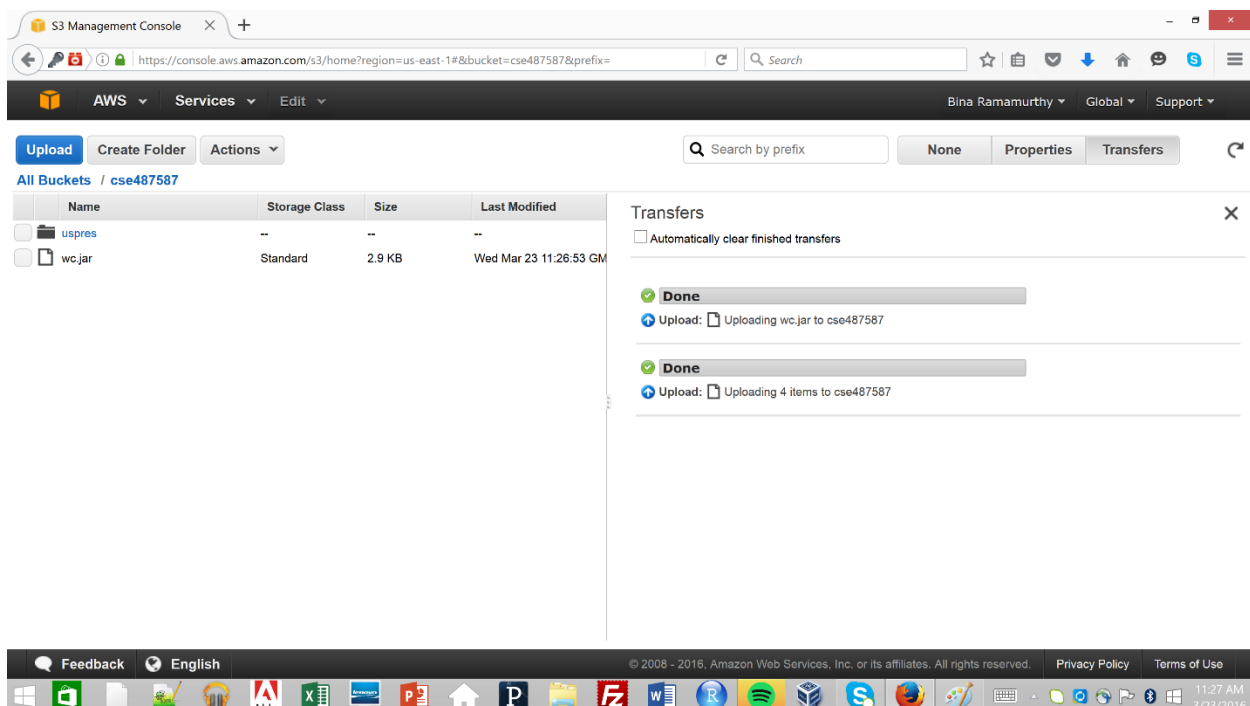 S3 Management Console
https://console.aws.amazon.com/s3/home?region=us-east-1#&bucket=cse487587&prefix=
Search
AWS Services Edit Bina Ramamurthy Global Support
Upload Create Folder Actions Search by prefix None Properties Transfers
All Buckets / cse487587
Name Storage Class Size Last Modified
uspres -- -- --
wc.jar Standard 2.9 KB Wed Mar 23 11:26:53 GM
Transfers
Automatically clear finished transfers
Done
Upload: Uploading wc.jar to cse487587
Done
Upload: Uploading 4 items to cse487587
Feedback English © 2008 - 2016, Amazon Web Services, Inc. or its affiliates. All rights reserved. Privacy Policy Terms of Use
11:27 AM
3/23/2016